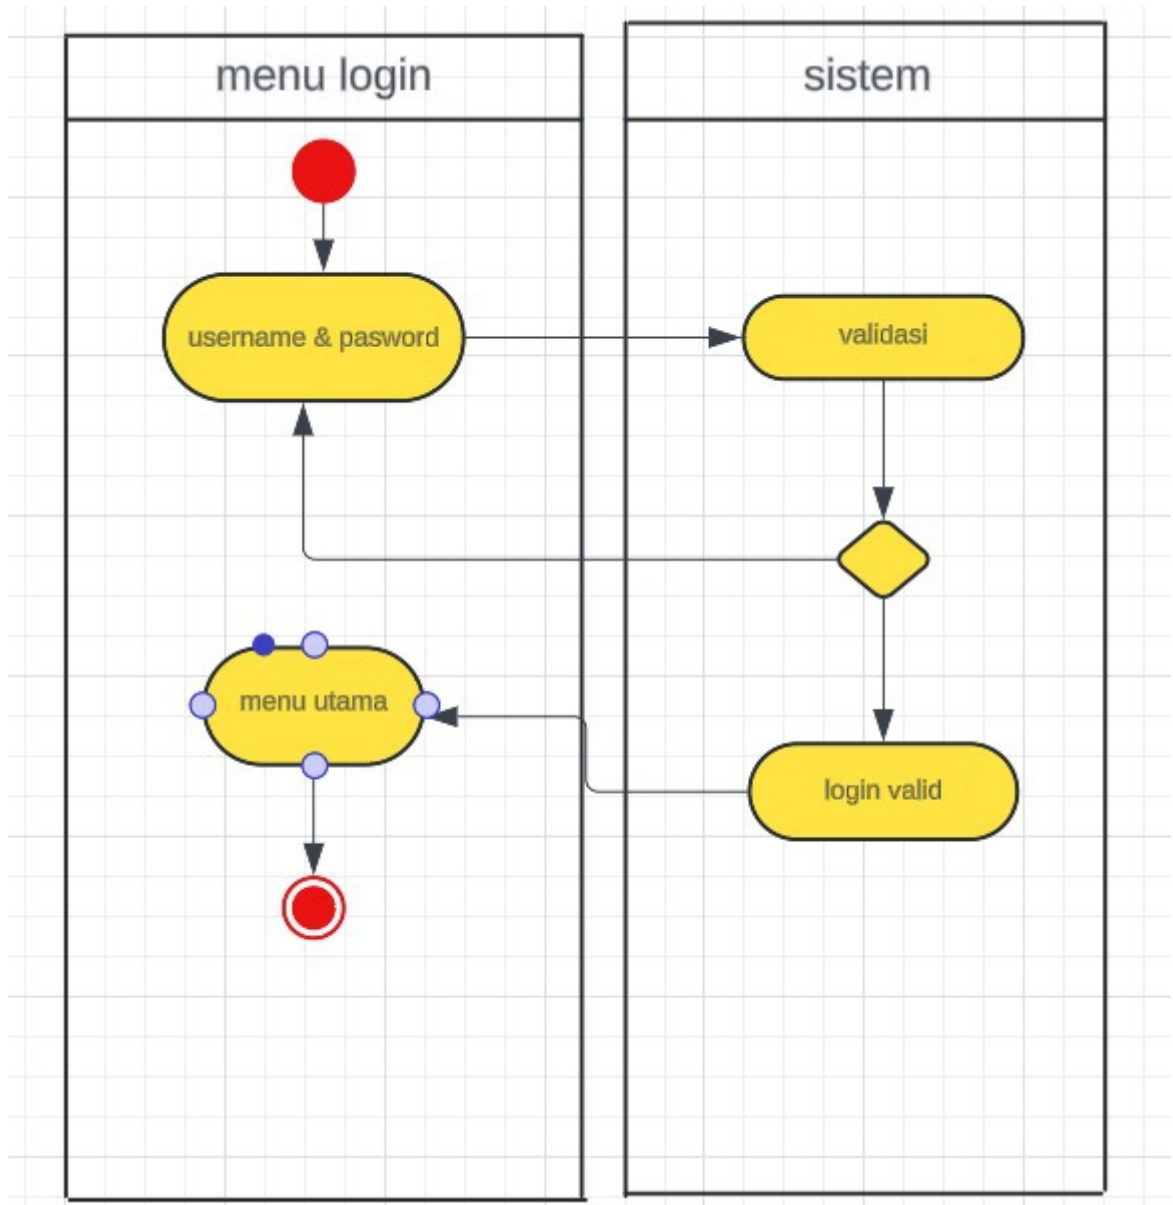 menu login
sistem
username & pasword
validasi
menu utama
login valid